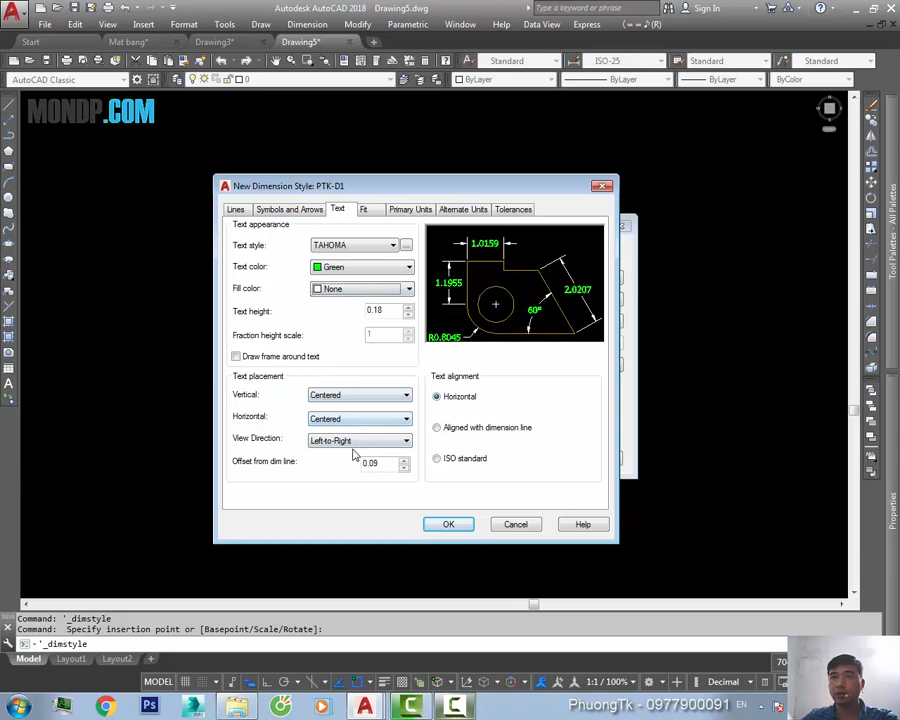 Autodesk AutoCAD 2018   Drawing5.dwg
Type a keyword or phrase
Sign In
File Edit View Insert Format Tools Draw Dimension Modify Parametric Window Help Data View Express
Start Mat bang* Drawing3* Drawing5*
Standard ISO-25 Standard Standard
AutoCAD Classic 0 ByLayer ByLayer ByLayer ByColor
MONDP.COM
New Dimension Style: PTK-D1
Lines Symbols and Arrows Text Fit Primary Units Alternate Units Tolerances
Text appearance
Text style: TAHOMA ...
Text color: Green
Fill color: None
Text height: 0.18
Fraction height scale: 1
Draw frame around text
1.0159
1.1955
2.0207
60°
R0.8045
Text placement
Vertical: Centered
Horizontal: Centered
View Direction: Left-to-Right
Offset from dim line: 0.09
Text alignment
Horizontal
Aligned with dimension line
ISO standard
OK Cancel Help
Tool Palettes - All Palettes
Properties
Command: '_dimstyle
Command: Specify insertion point or [Basepoint/Scale/Rotate]:
'_dimstyle
Model Layout1 Layout2 +
MODEL 1:1 / 100% Decimal
PhuongTk - 0977900091 EN